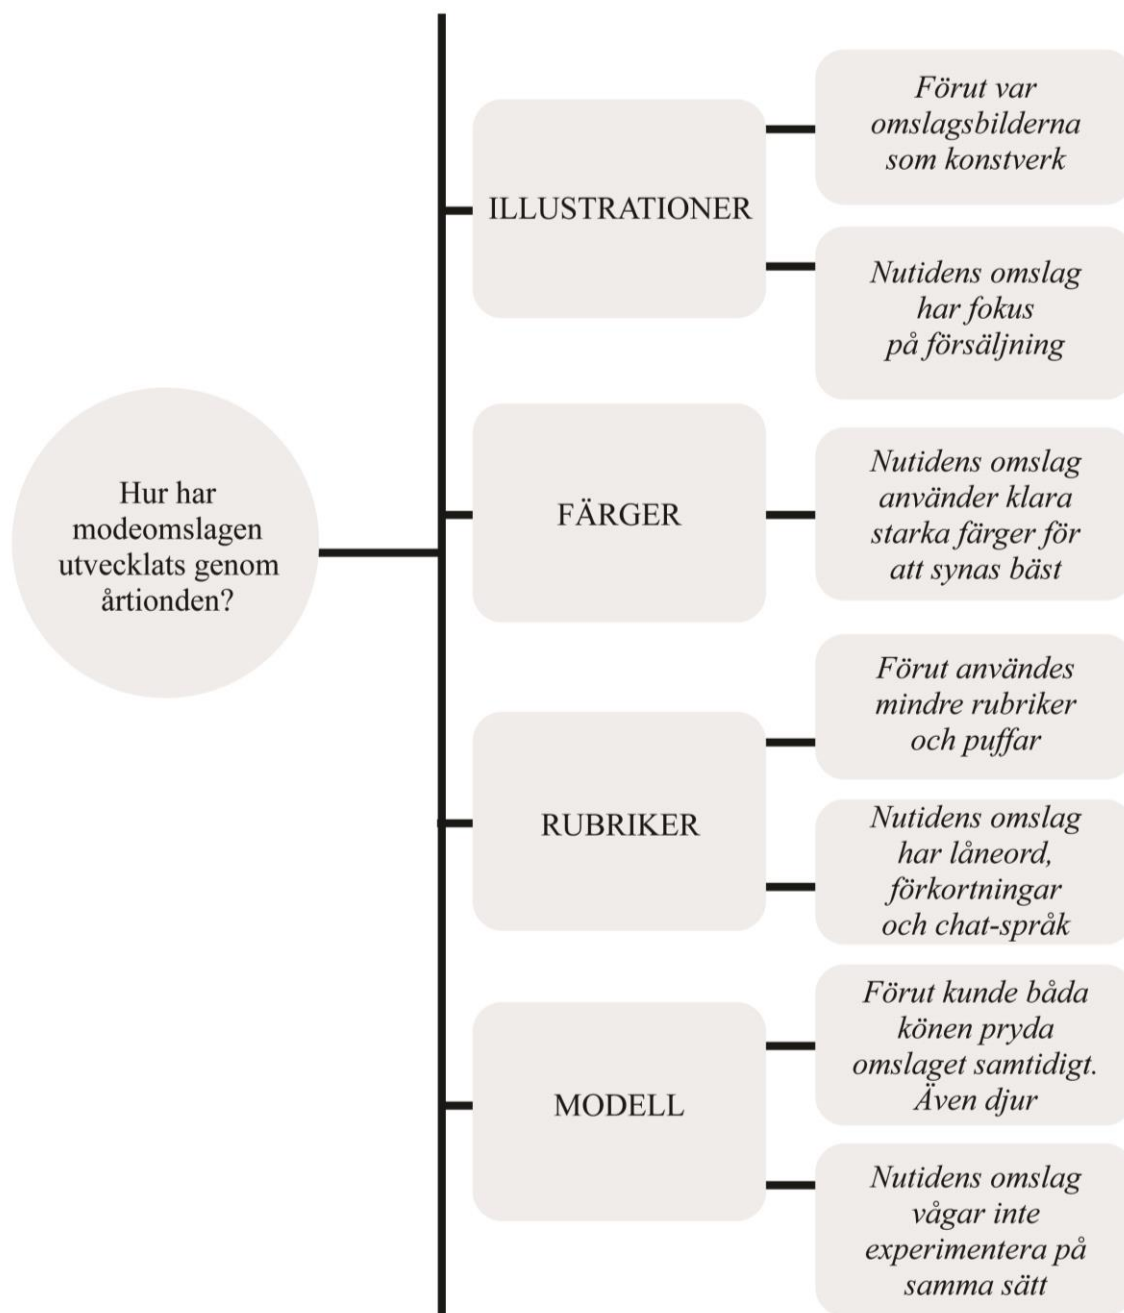 Hur har
modeomslagen
utvecklats genom
årtionden?
ILLUSTRATIONER
Förut var
omslagsbilderna
som konstverk
Nutidens omslag
har fokus
på försäljning
FÄRGER
Nutidens omslag
använder klara
starka färger för
att synas bäst
RUBRIKER
Förut användes
mindre rubriker
och puffar
Nutidens omslag
har låneord,
förkortningar
och chat-språk
MODELL
Förut kunde båda
könen pryda
omslaget samtidigt.
Även djur
Nutidens omslag
vågar inte
experimentera på
samma sätt